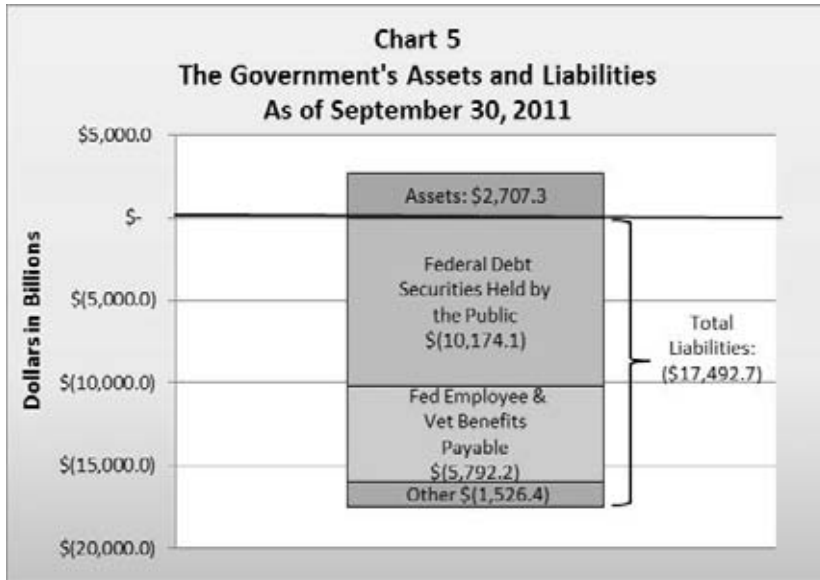 Chart 5
The Government's Assets and Liabilities
As of September 30, 2011
Dollars in Billions
$5,000.0
$-
$(5,000.0)
$(10,000.0)
$(15,000.0)
$(20,000.0)
Assets: $2,707.3
Federal Debt
Securities Held by
the Public
$(10,174.1)
Fed Employee &
Vet Benefits
Payable
$(5,792.2)
Other $(1,526.4)
Total
Liabilities:
($17,492.7)